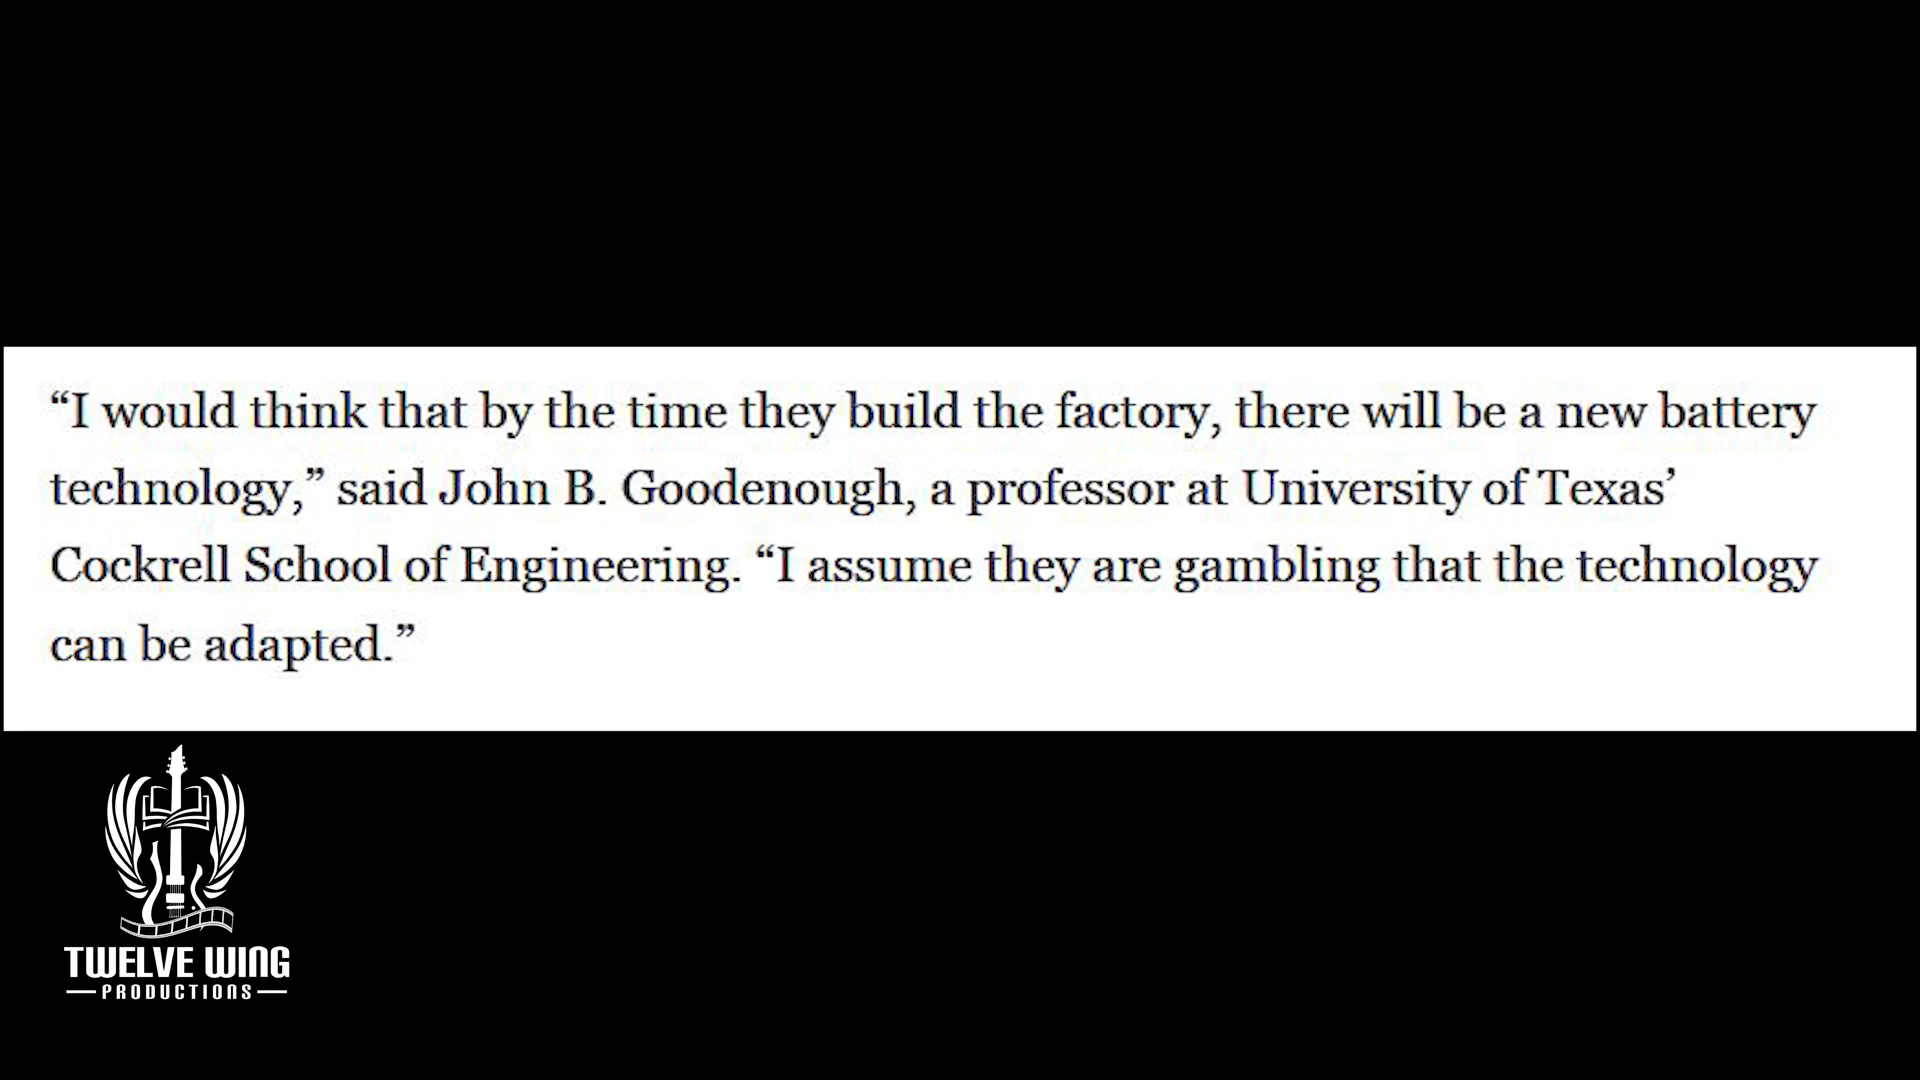 “I would think that by the time they build the factory, there will be a new battery
technology,” said John B. Goodenough, a professor at University of Texas’
Cockrell School of Engineering. “I assume they are gambling that the technology
can be adapted.”
TWELVE WING
PRODUCTIONS